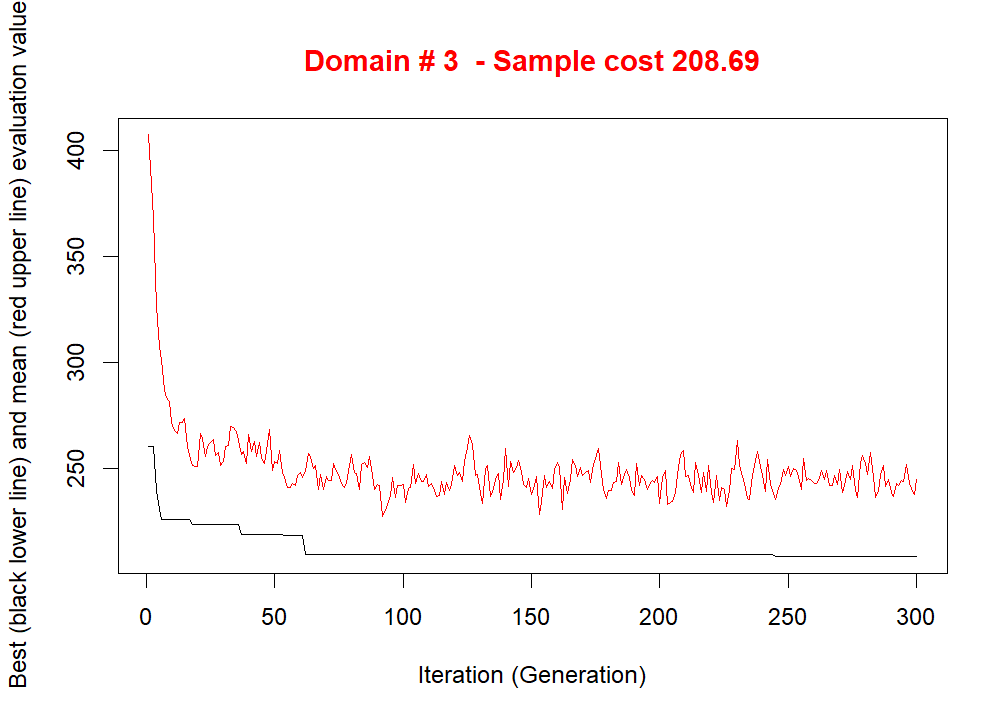 Domain # 3  - Sample cost 208.69
Best (black lower line) and mean (red upper line) evaluation value
400
350
300
250
0 50 100 150 200 250 300
Iteration (Generation)